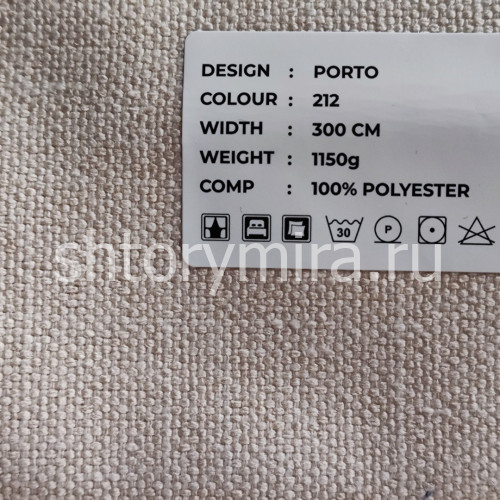 DESIGN : PORTO
COLOUR : 212
WIDTH : 300 CM
WEIGHT : 1150g
COMP : 100% POLYESTER
30 P
shtorymira.ru